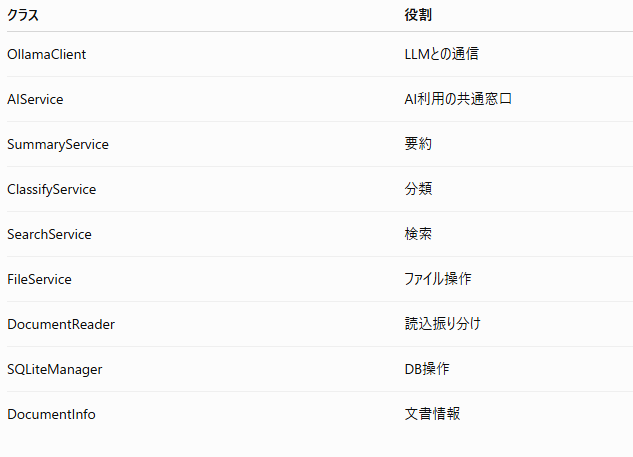 クラス 役割
OllamaClient LLMとの通信
AIService AI利用の共通窓口
SummaryService 要約
ClassifyService 分類
SearchService 検索
FileService ファイル操作
DocumentReader 読込振り分け
SQLiteManager DB操作
DocumentInfo 文書情報